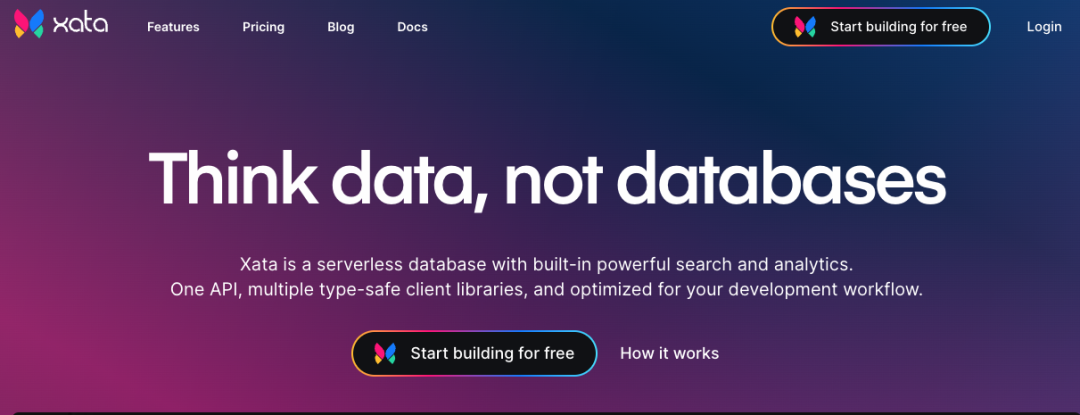 xata
Features
Pricing
Blog
Docs
Start building for free
Login
Think data, not databases
Xata is a serverless database with built-in powerful search and analytics.
One API, multiple type-safe client libraries, and optimized for your development workflow.
Start building for free
How it works